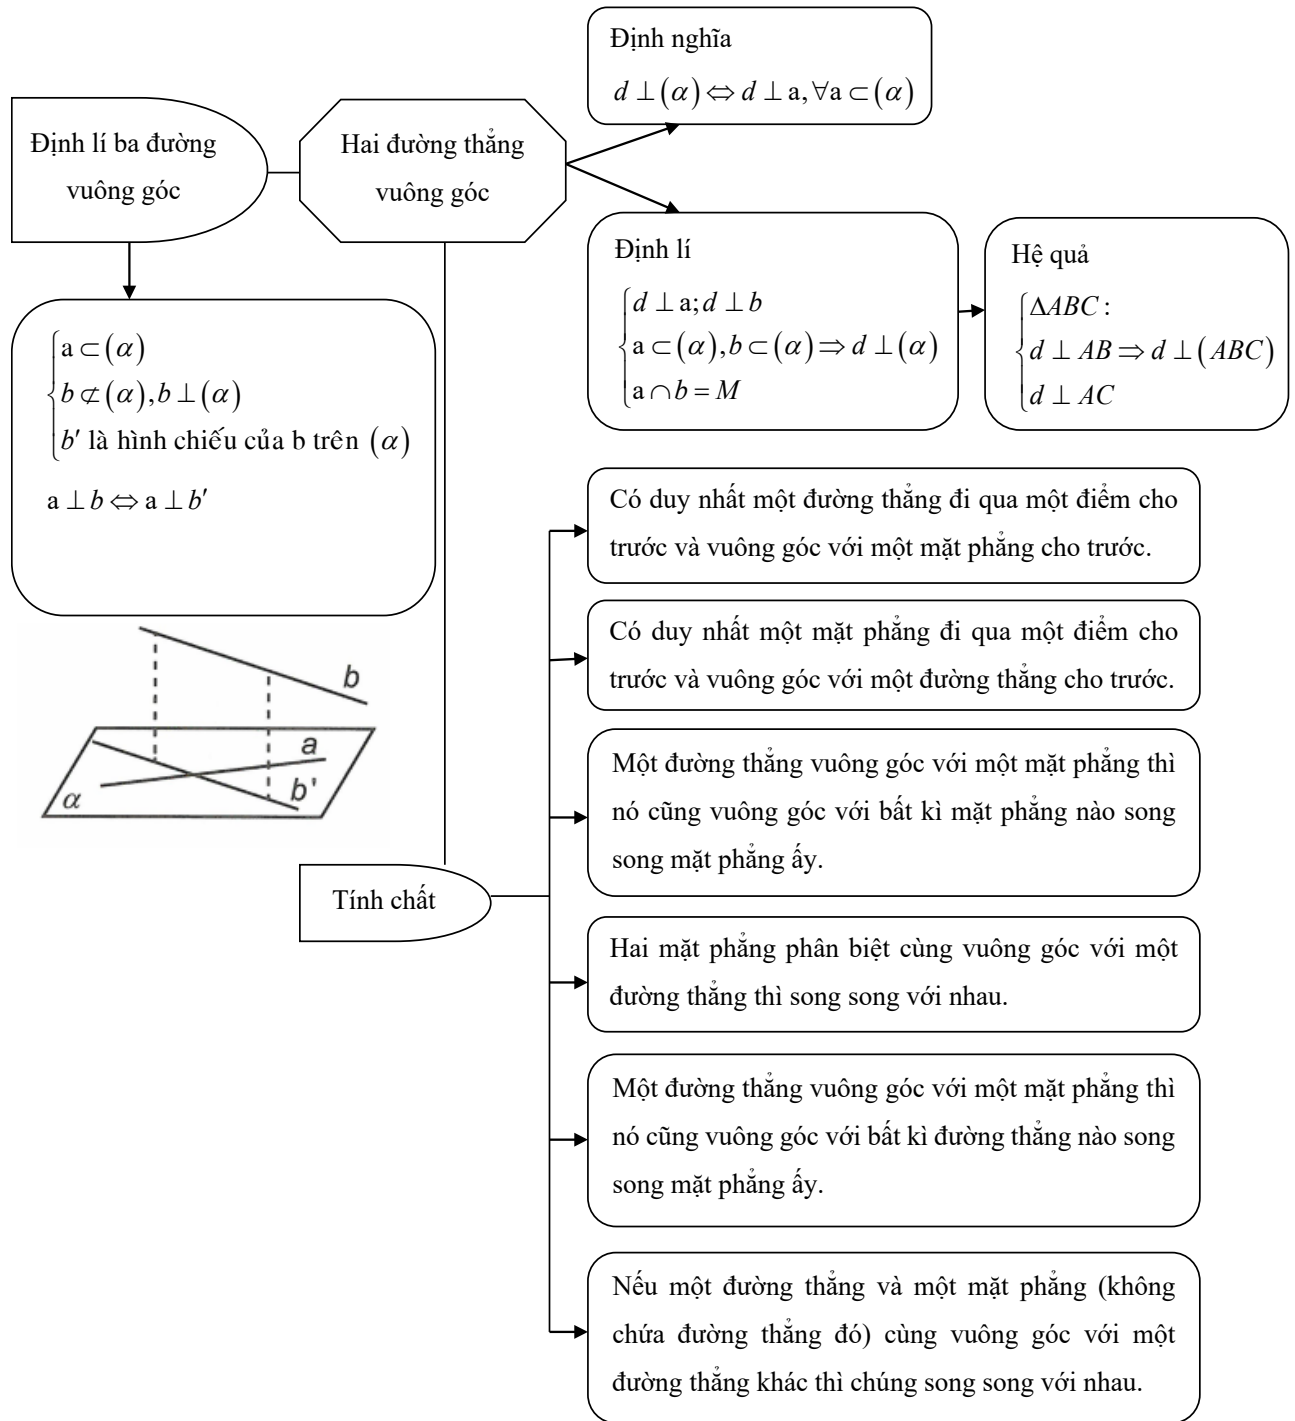 Định nghĩa
d ⊥ (α) ⇔ d ⊥ a, ∀a ⊂ (α)
Định lí ba đường
vuông góc
Hai đường thẳng
vuông góc
Định lí
d ⊥ a; d ⊥ b
a ⊂ (α), b ⊂ (α) ⇒ d ⊥ (α)
a ∩ b = M
Hệ quả
ΔABC :
d ⊥ AB ⇒ d ⊥ (ABC)
d ⊥ AC
a ⊂ (α)
b ⊄ (α), b ⊥ (α)
b' là hình chiếu của b trên (α)
a ⊥ b ⇔ a ⊥ b'
b
a
b'
α
Tính chất
Có duy nhất một đường thẳng đi qua một điểm cho
trước và vuông góc với một mặt phẳng cho trước.
Có duy nhất một mặt phẳng đi qua một điểm cho
trước và vuông góc với một đường thẳng cho trước.
Một đường thẳng vuông góc với một mặt phẳng thì
nó cũng vuông góc với bất kì mặt phẳng nào song
song mặt phẳng ấy.
Hai mặt phẳng phân biệt cùng vuông góc với một
đường thẳng thì song song với nhau.
Một đường thẳng vuông góc với một mặt phẳng thì
nó cũng vuông góc với bất kì đường thẳng nào song
song mặt phẳng ấy.
Nếu một đường thẳng và một mặt phẳng (không
chứa đường thẳng đó) cùng vuông góc với một
đường thẳng khác thì chúng song song với nhau.